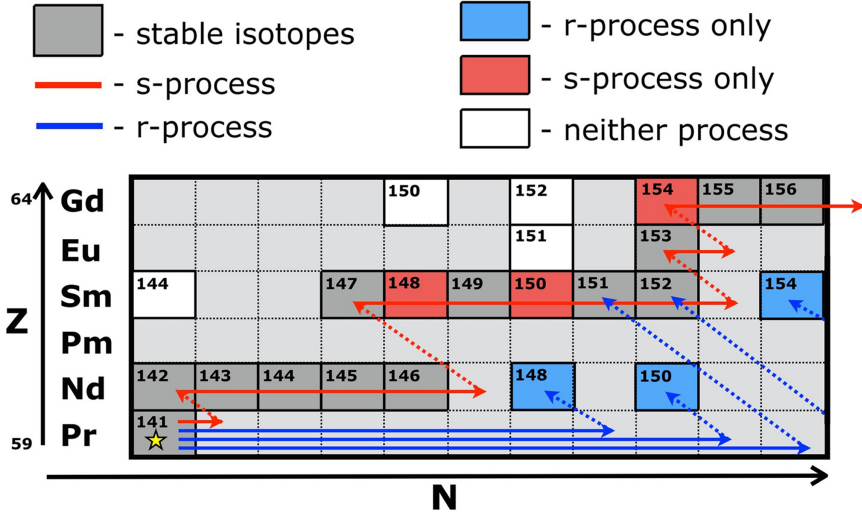 - stable isotopes
- s-process
- r-process
- r-process only
- s-process only
- neither process
64
Z
59
Gd 150 152 154 155 156
Eu 151 153
Sm 144 147 148 149 150 151 152 154
Pm
Nd 142 143 144 145 146 148 150
Pr 141
N